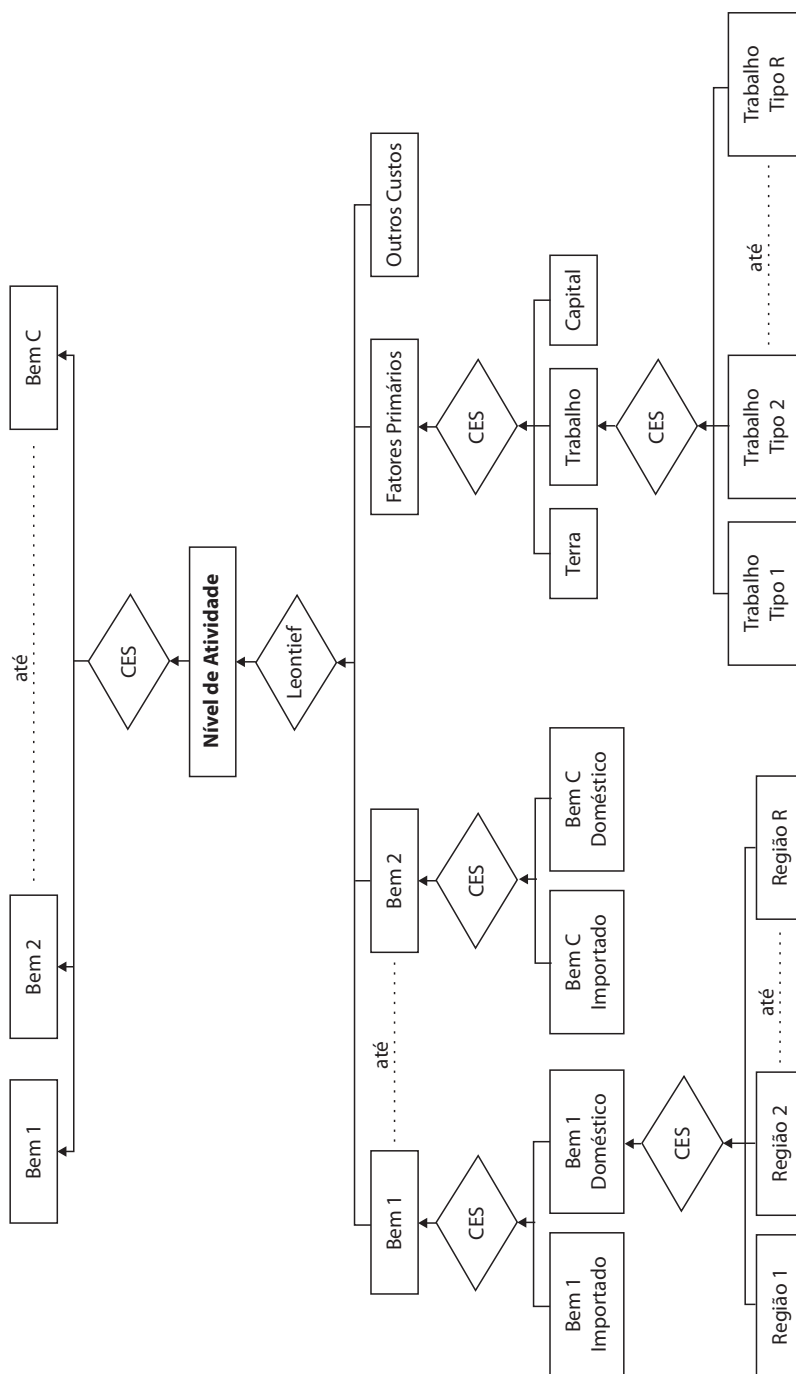 Bem 1
Bem 2
até
Bem C
CES
Nível de Atividade
Leontief
Bem 1
até
Bem 2
Fatores Primários
Outros Custos
CES
CES
CES
Bem 1
Importado
Bem 1
Doméstico
Bem C
Importado
Bem C
Doméstico
Terra
Trabalho
Capital
CES
CES
Região 1
Região 2
até
Região R
Trabalho
Tipo 1
Trabalho
Tipo 2
até
Trabalho
Tipo R